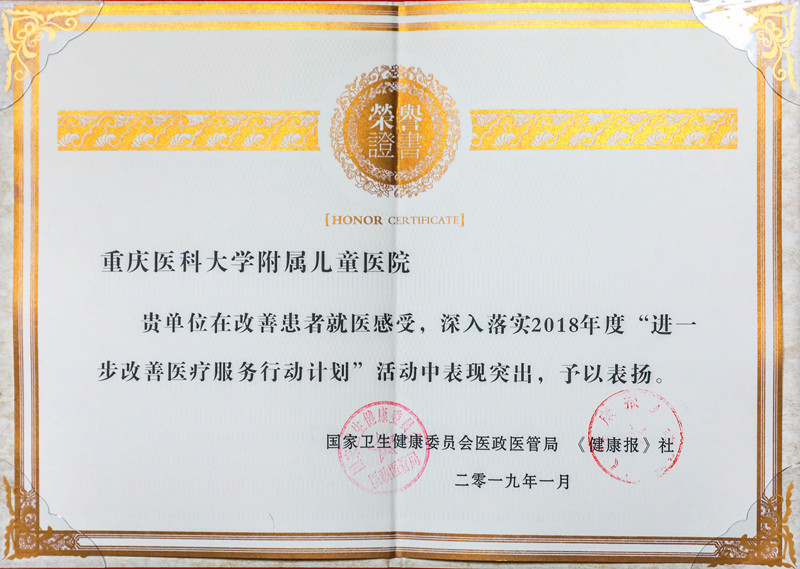 榮譽
證書
【HONOR CERTIFICATE】
重庆医科大学附属儿童医院
贵单位在改善患者就医感受，深入落实2018年度“进一
步改善医疗服务行动计划”活动中表现突出，予以表扬。
国家卫生健康委员会医政医管局 《健康报》社
二零一九年一月